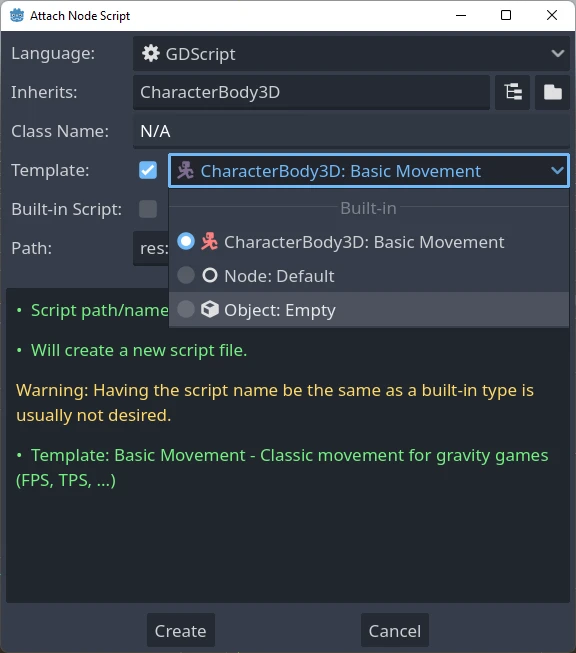 Attach Node Script
Language: GDScript
Inherits: CharacterBody3D
Class Name: N/A
Template: CharacterBody3D: Basic Movement
Built-in
Built-in Script:
CharacterBody3D: Basic Movement
Path: res:
Node: Default
Object: Empty
• Script path/name
• Will create a new script file.
Warning: Having the script name be the same as a built-in type is
usually not desired.
• Template: Basic Movement - Classic movement for gravity games
(FPS, TPS, ...)
Create Cancel